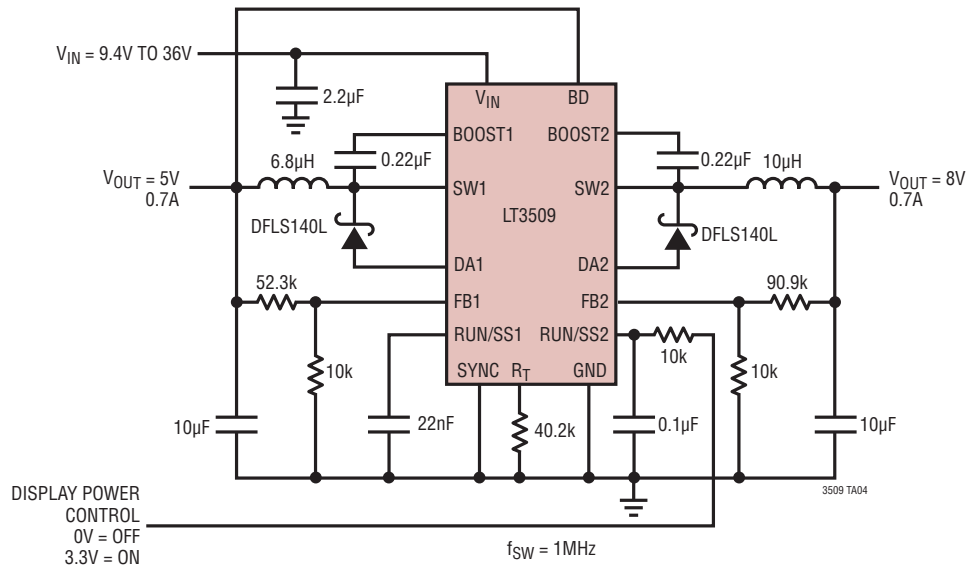 V_IN = 9.4V TO 36V
2.2µF
V_IN
BD
BOOST1
BOOST2
6.8µH
0.22µF
0.22µF
10µH
V_OUT = 5V
0.7A
SW1
SW2
V_OUT = 8V
0.7A
LT3509
DFLS140L
DFLS140L
DA1
DA2
52.3k
90.9k
FB1
FB2
RUN/SS1
RUN/SS2
10k
10k
10k
SYNC
R_T
GND
10µF
22nF
40.2k
0.1µF
10µF
3509 TA04
DISPLAY POWER
CONTROL
0V = OFF
3.3V = ON
f_SW = 1MHz